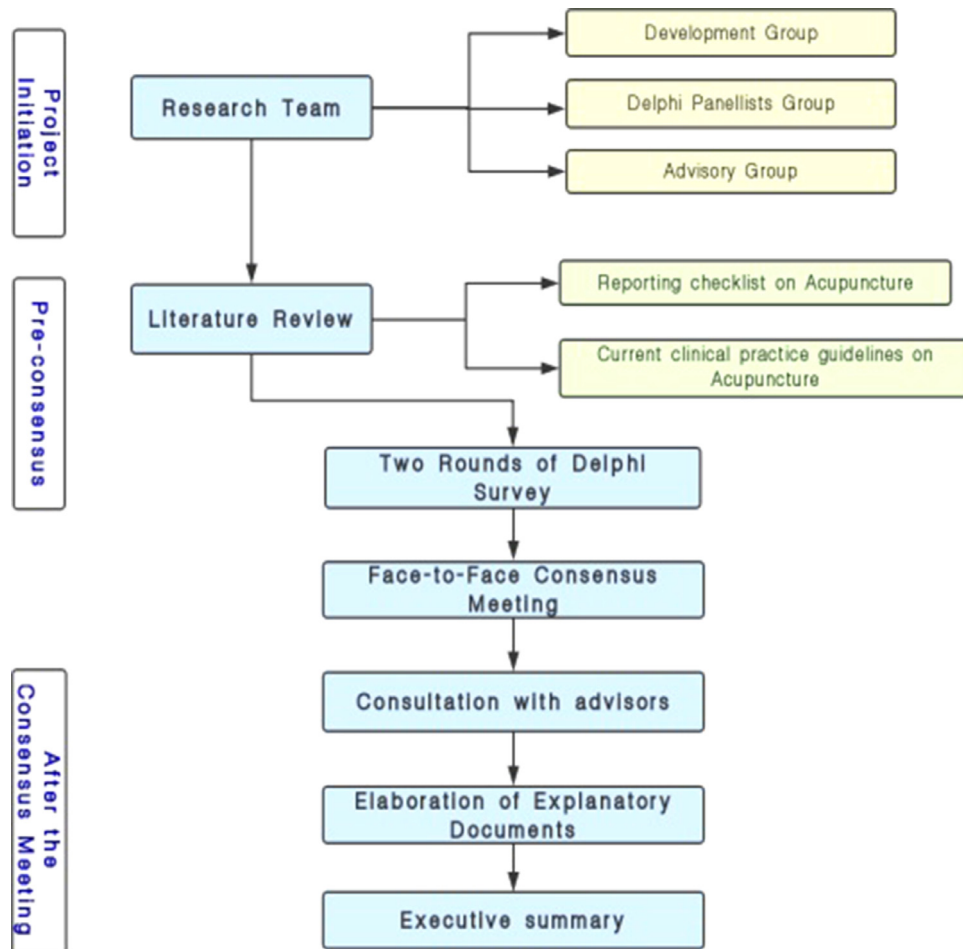 Project
Initiation
Research Team
Development Group
Delphi Panellists Group
Advisory Group
Pre-consensus
Literature Review
Reporting checklist on Acupuncture
Current clinical practice guidelines on
Acupuncture
Two Rounds of Delphi
Survey
Face-to-Face Consensus
Meeting
After the
Consensus Meeting
Consultation with advisors
Elaboration of Explanatory
Documents
Executive summary